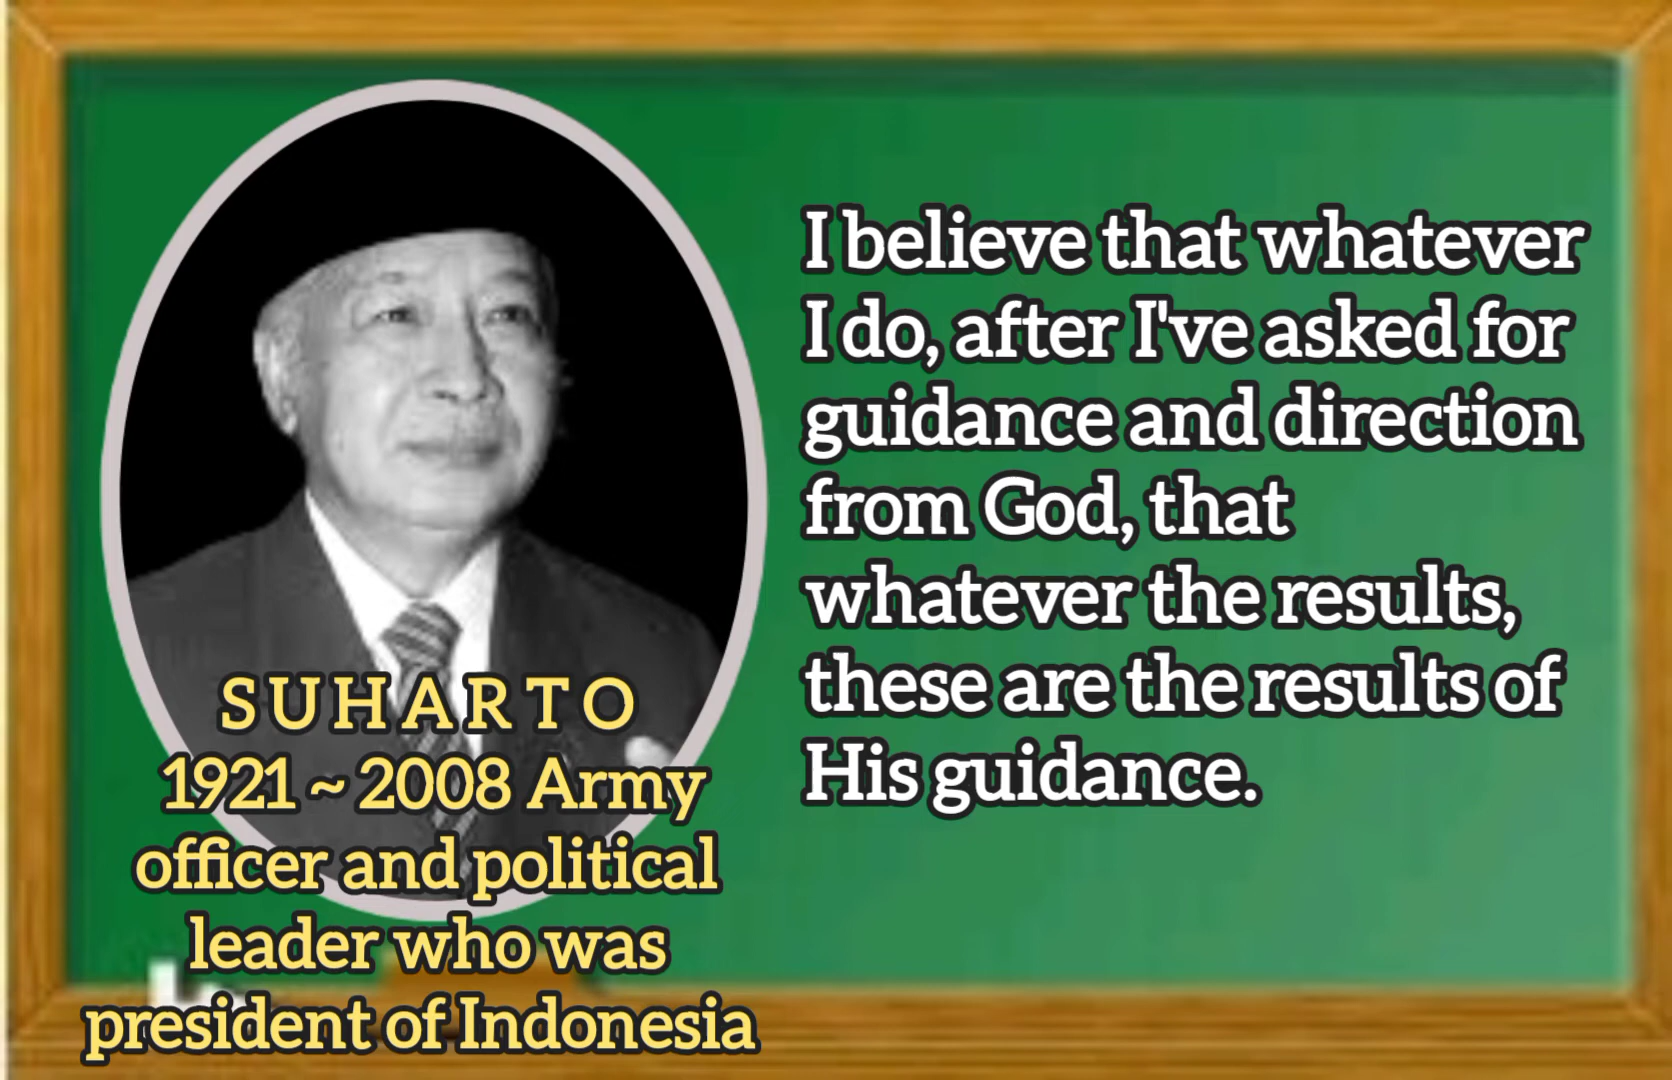 I believe that whatever
I do, after I've asked for
guidance and direction
from God, that
whatever the results,
these are the results of
His guidance.
SUHARTO
1921 ~ 2008 Army
officer and political
leader who was
president of Indonesia